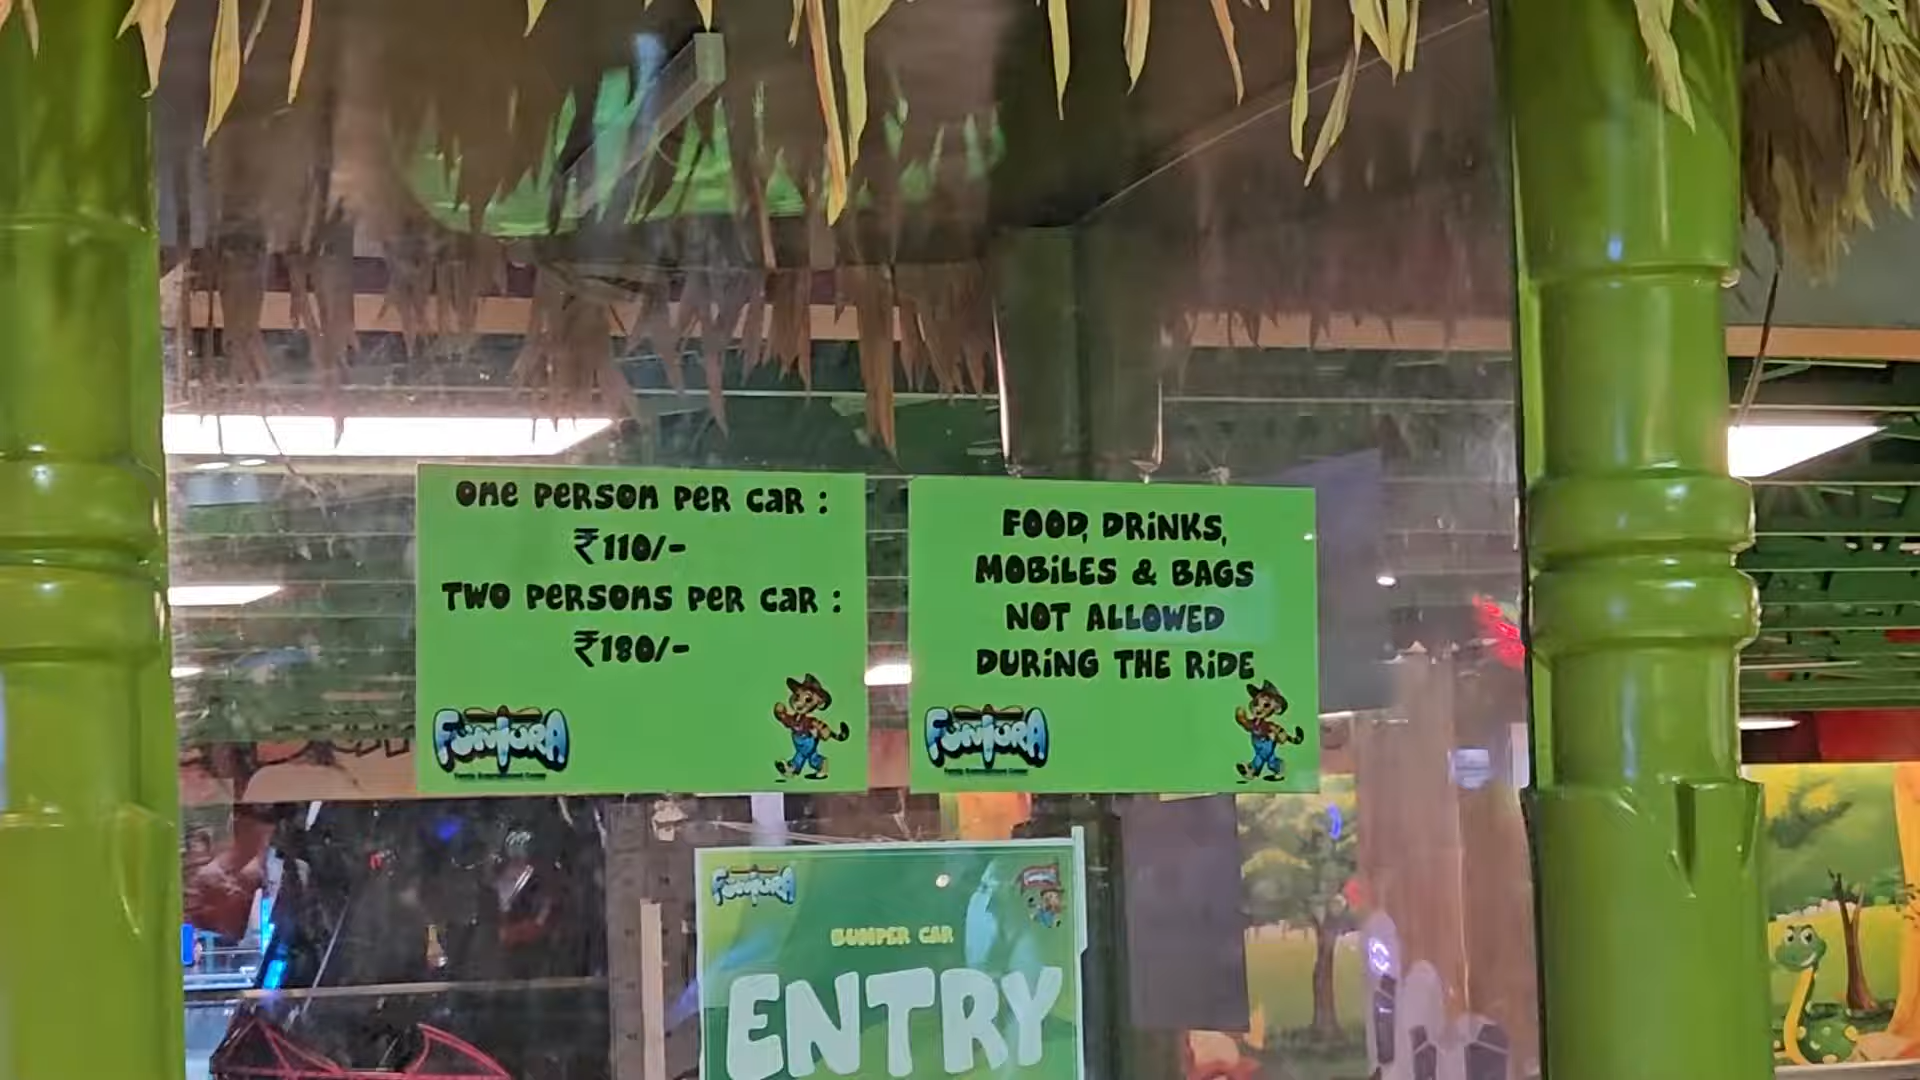 ONE PERSON PER CAR :
₹110/-
TWO PERSONS PER CAR :
₹180/-
FUNTURA
FOOD, DRINKS,
MOBILES & BAGS
NOT ALLOWED
DURING THE RIDE
FUNTURA
FUNTURA
BUMPER CAR
ENTRY